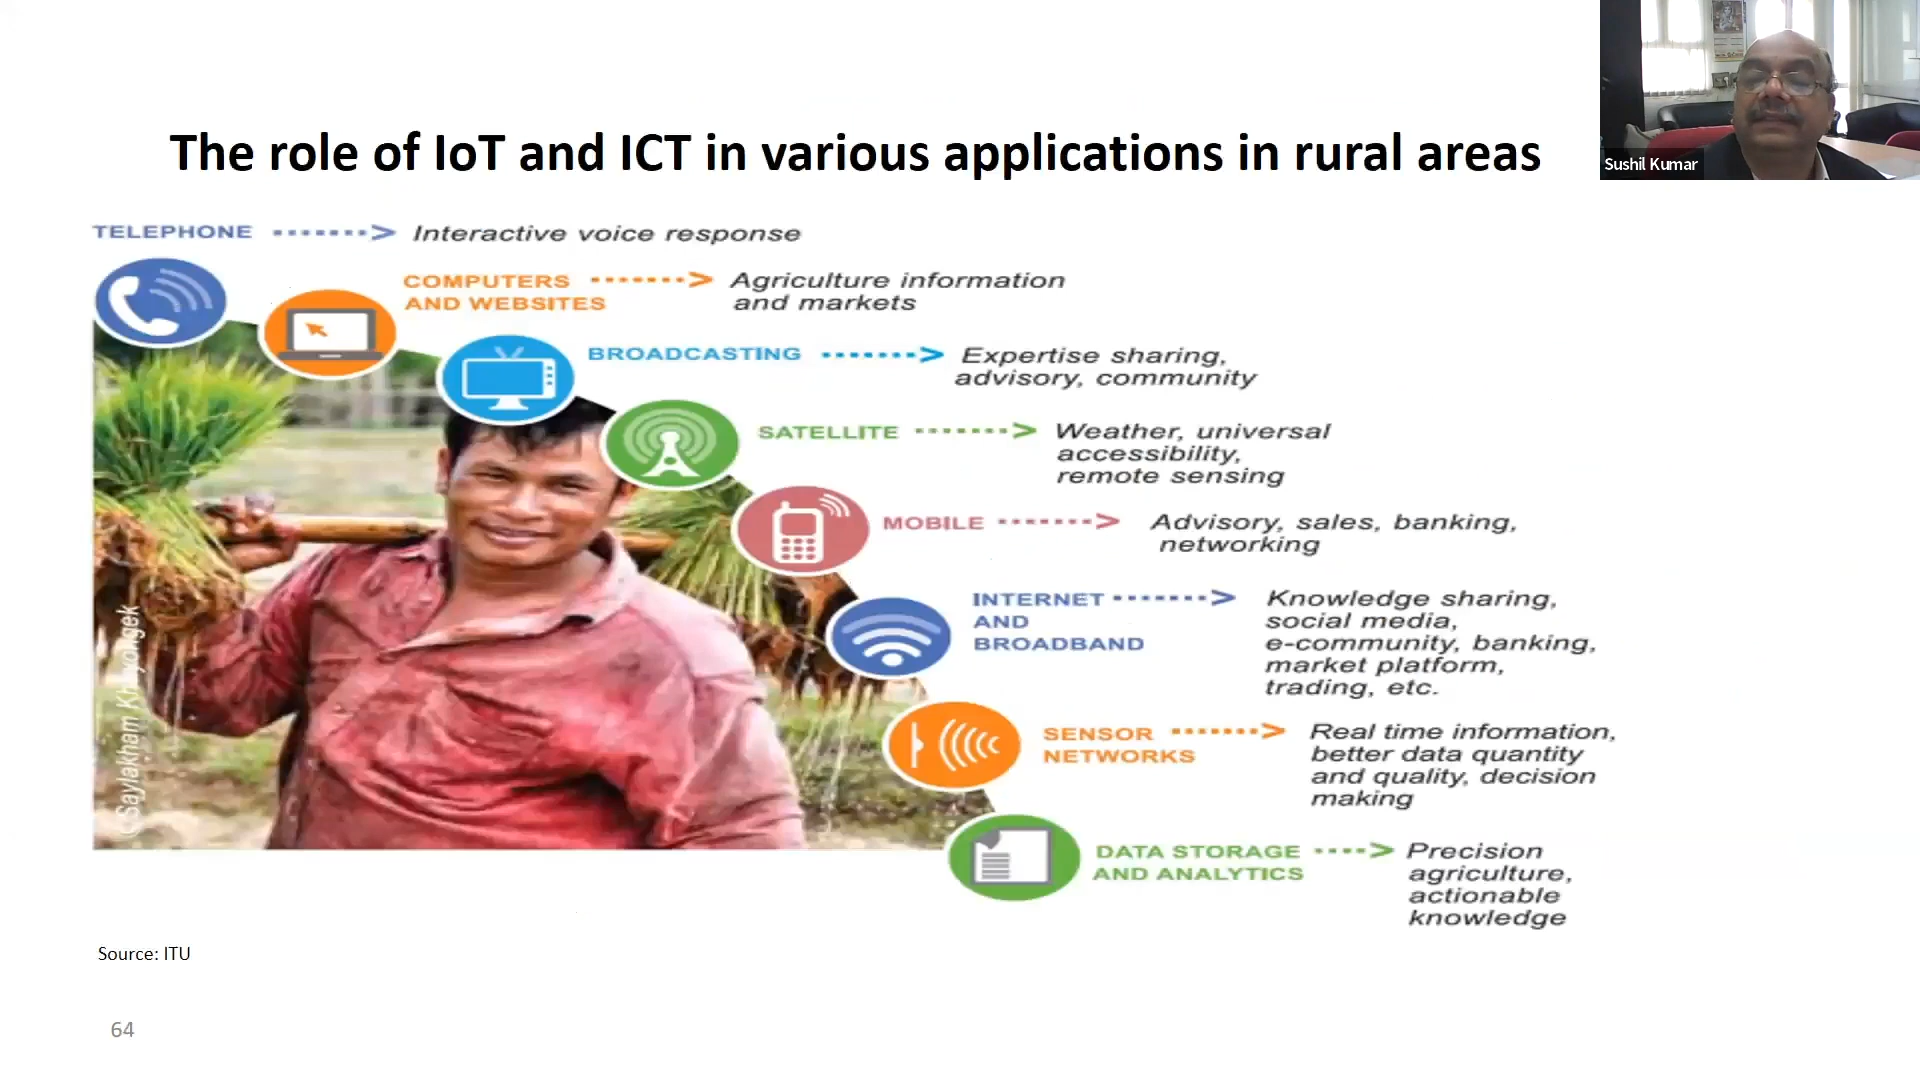 The role of IoT and ICT in various applications in rural areas
Sushil Kumar
TELEPHONE
Interactive voice response
COMPUTERS
AND WEBSITES
Agriculture information
and markets
BROADCASTING
Expertise sharing,
advisory, community
SATELLITE
Weather, universal
accessibility,
remote sensing
MOBILE
Advisory, sales, banking,
networking
INTERNET
AND
BROADBAND
Knowledge sharing,
social media,
e-community, banking,
market platform,
trading, etc.
SENSOR
NETWORKS
Real time information,
better data quantity
and quality, decision
making
DATA STORAGE
AND ANALYTICS
Precision
agriculture,
actionable
knowledge
Source: ITU
64